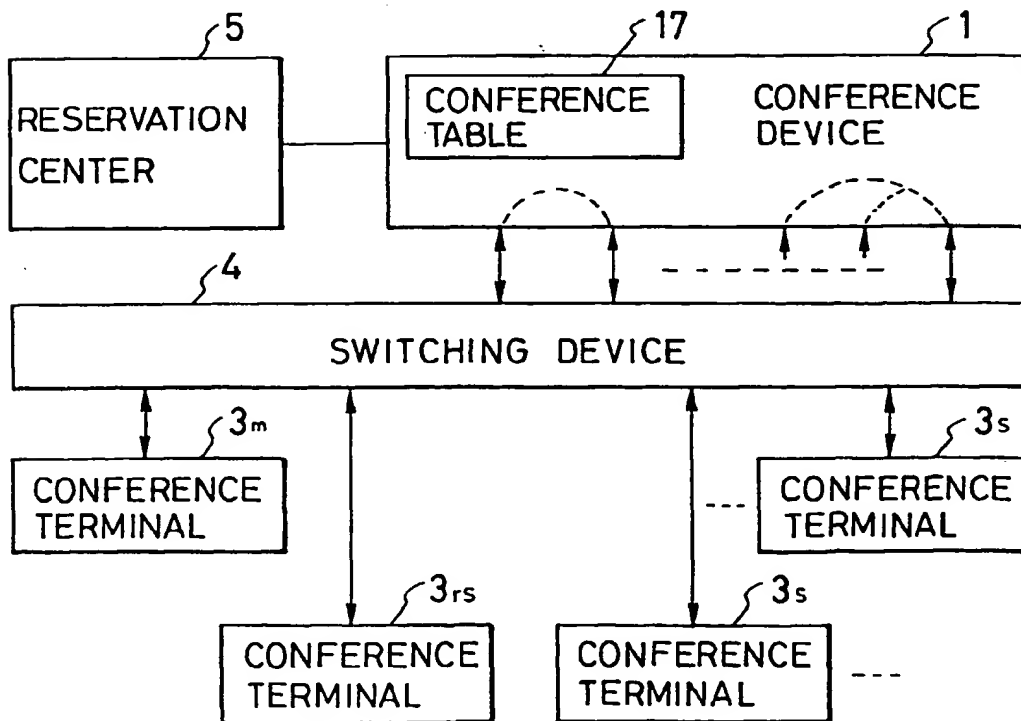 5
17
1
RESERVATION
CENTER
CONFERENCE
TABLE
CONFERENCE
DEVICE
4
SWITCHING DEVICE
3m
3s
CONFERENCE
TERMINAL
CONFERENCE
TERMINAL
3rs
3s
CONFERENCE
TERMINAL
CONFERENCE
TERMINAL